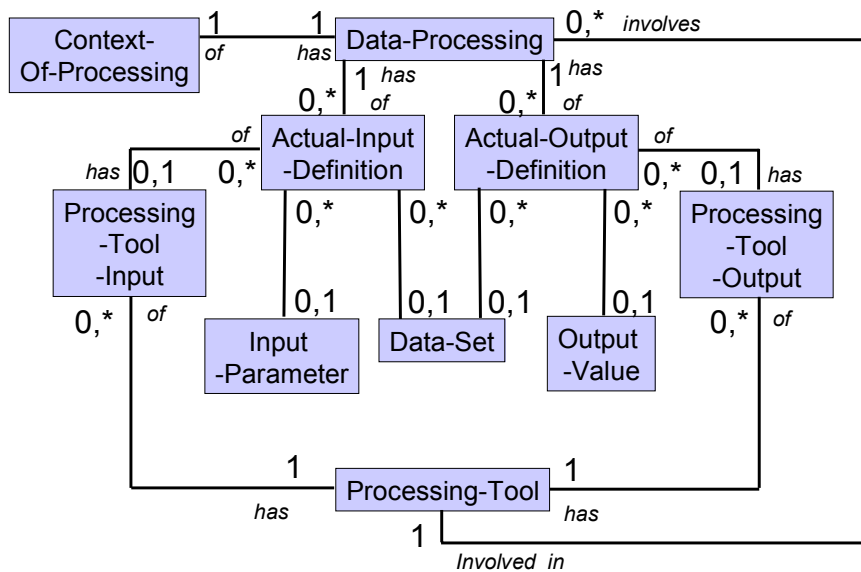 1
1
0,*
involves
Context-
Of-Processing
of
has
Data-Processing
1
has
1
has
0,*
of
0,*
of
of
Actual-Input
-Definition
Actual-Output
-Definition
of
has
0,1
0,*
0,*
0,1
has
Processing
-Tool
-Input
0,*
0,*
0,*
0,*
Processing
-Tool
-Output
0,*
of
0,1
0,1
0,1
0,1
0,*
of
Input
-Parameter
Data-Set
Output
-Value
1
1
has
Processing-Tool
has
1
Involved in